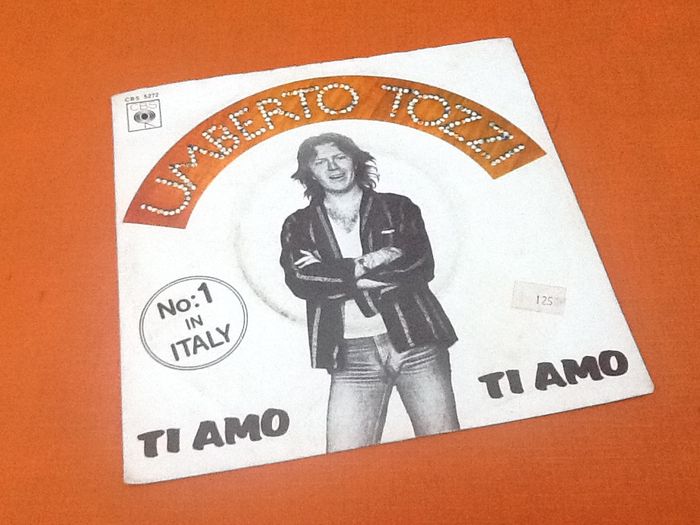 CBS 5272
CBS
UMBERTO TOZZI
No: 1
IN
ITALY
125
TI AMO
TI AMO